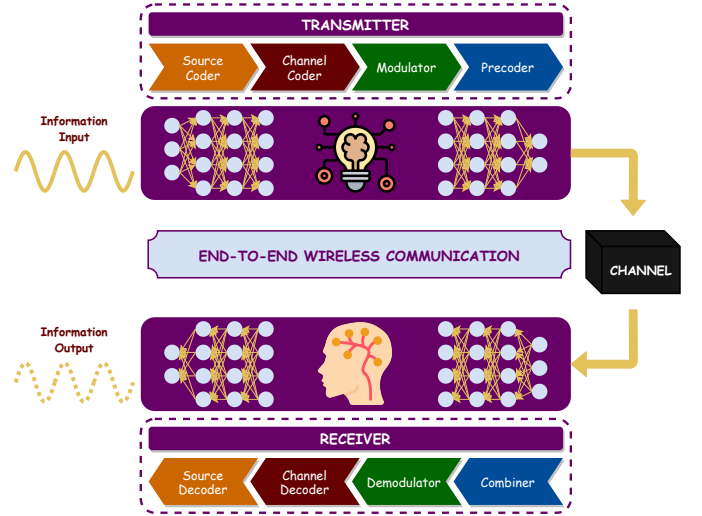 TRANSMITTER
Source
Coder
Channel
Coder
Modulator
Precoder
Information
Input
END-TO-END WIRELESS COMMUNICATION
CHANNEL
Information
Output
RECEIVER
Source
Decoder
Channel
Decoder
Demodulator
Combiner